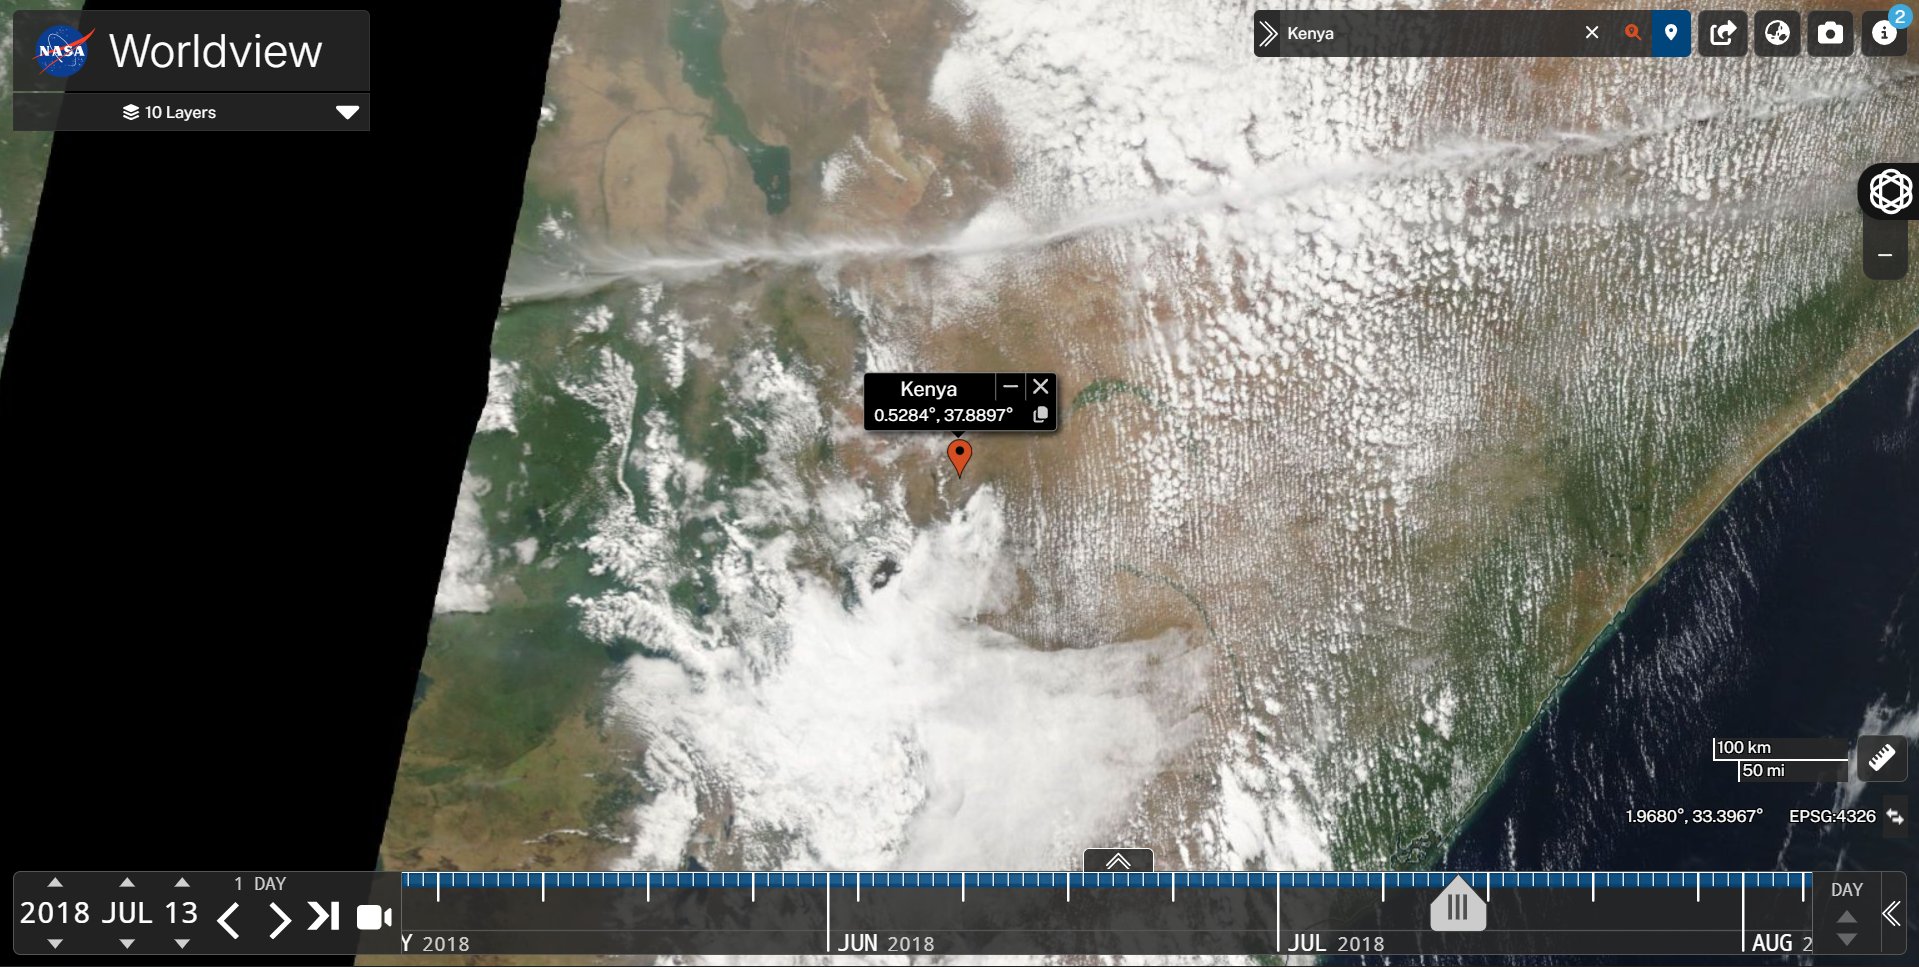 NASA
Worldview
10 Layers
Kenya
2
Kenya
0.5284°, 37.8897°
100 km
50 mi
1.9680°, 33.3967°
EPSG:4326
1 DAY
2018 JUL 13
Y 2018
JUN 2018
JUL 2018
AUG 2
DAY